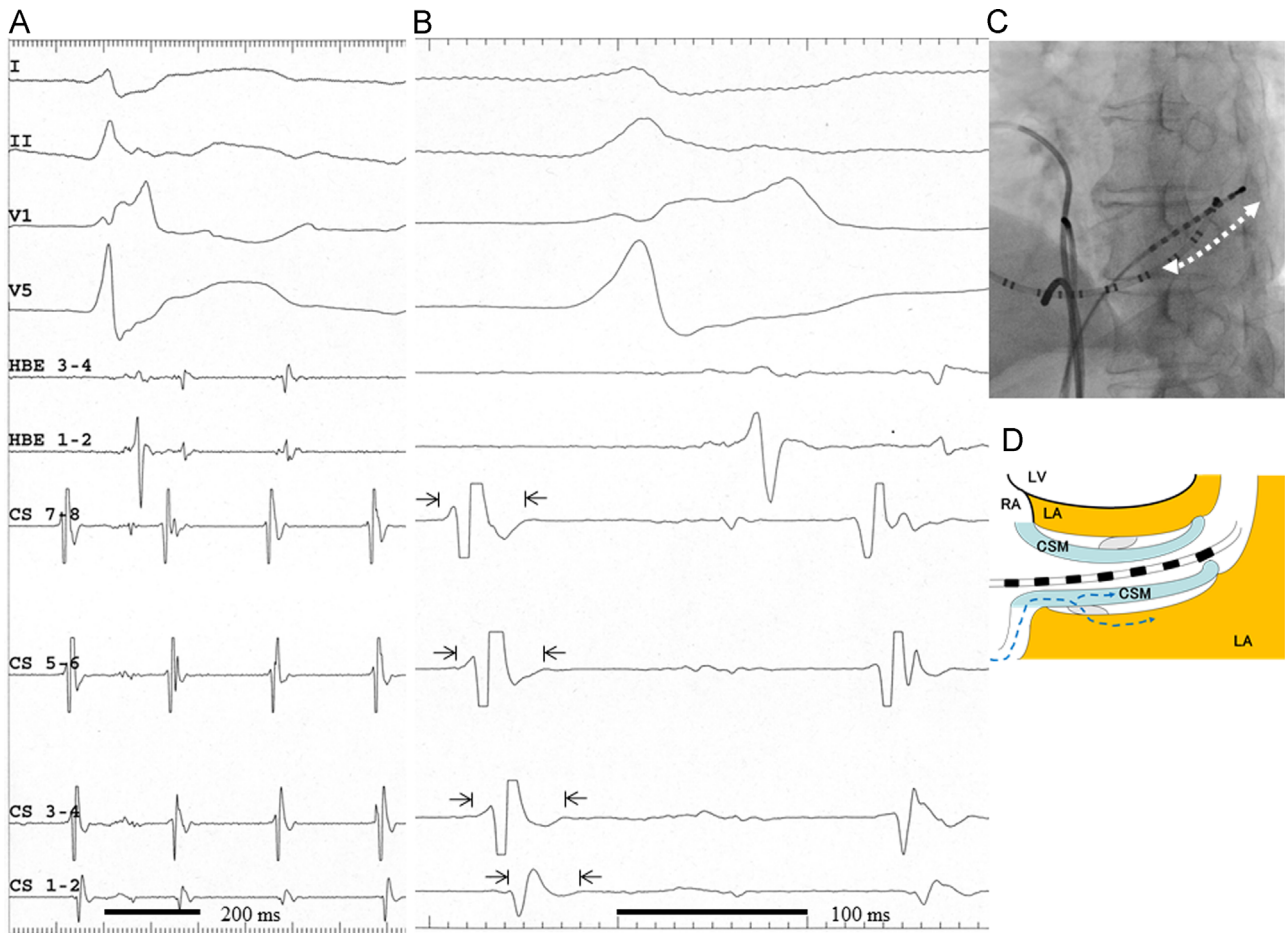 A
I
II
V1
V5
HBE 3-4
HBE 1-2
CS 7-8
CS 5-6
CS 3-4
CS 1-2
200 ms
B
100 ms
C
D
LV
RA
LA
CSM
CSM
LA